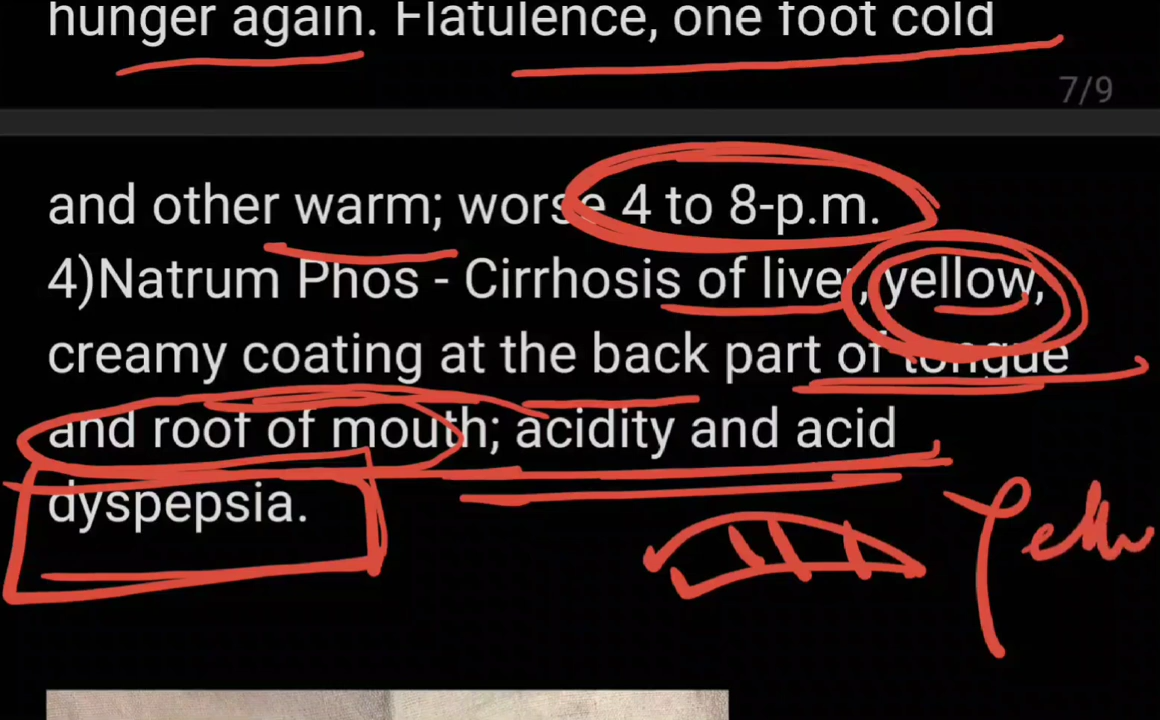 hunger again. Flatulence, one foot cold
7/9
and other warm; worse 4 to 8-p.m.
4)Natrum Phos - Cirrhosis of liver, yellow,
creamy coating at the back part of tongue
and roof of mouth; acidity and acid
dyspepsia.